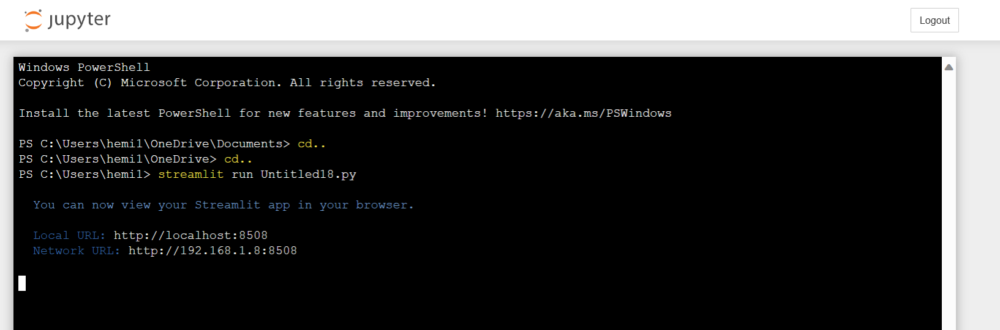 jupyter
Logout
Windows PowerShell
Copyright (C) Microsoft Corporation. All rights reserved.
Install the latest PowerShell for new features and improvements! https://aka.ms/PSWindows
PS C:\Users\hemi1\OneDrive\Documents> cd..
PS C:\Users\hemi1\OneDrive> cd..
PS C:\Users\hemi1> streamlit run Untitled18.py
You can now view your Streamlit app in your browser.
Local URL: http://localhost:8508
Network URL: http://192.168.1.8:8508